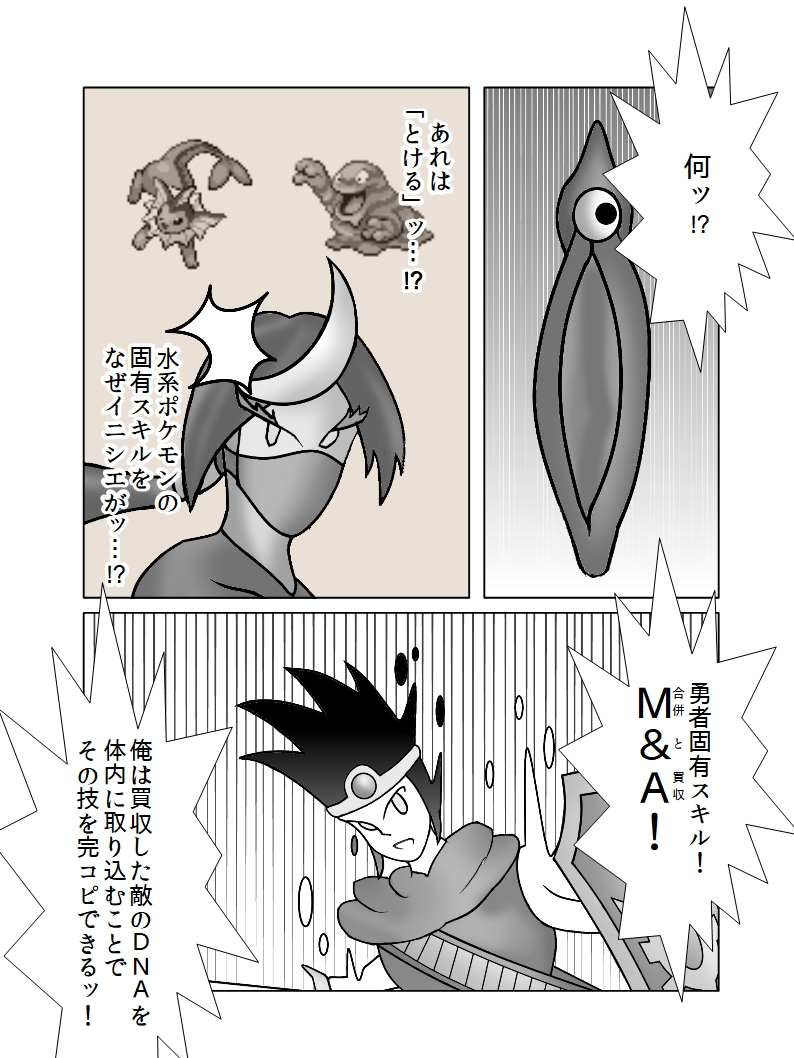 何ッ!?
あれは
「とける」ッ…!?
水系ポケモンの
固有スキルを
なぜイニシエがッ…!?
勇者固有スキル!
M&A!
合併と買収
俺は買収した敵のDNAを
体内に取り込むことで
その技を完コピできるッ!